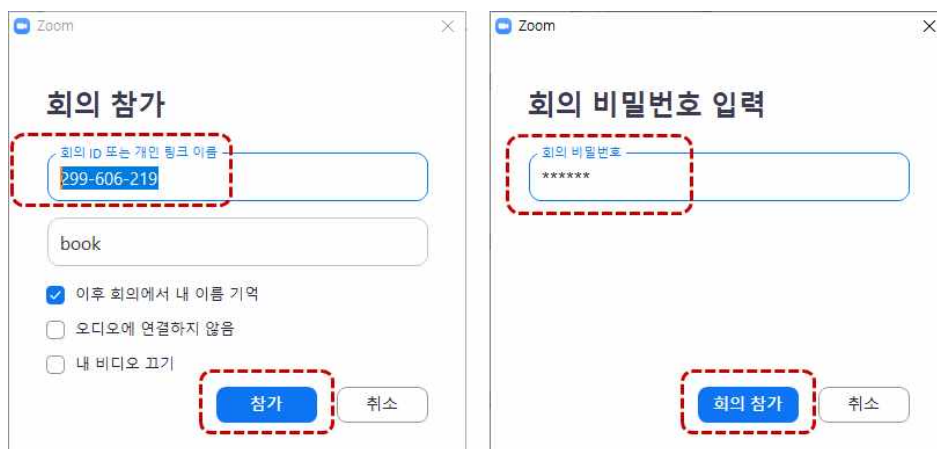 Zoom
회의 참가
회의 ID 또는 개인 링크 이름
299-606-219
book
이후 회의에서 내 이름 기억
오디오에 연결하지 않음
내 비디오 끄기
참가 취소
Zoom
회의 비밀번호 입력
회의 비밀번호
******
회의 참가 취소